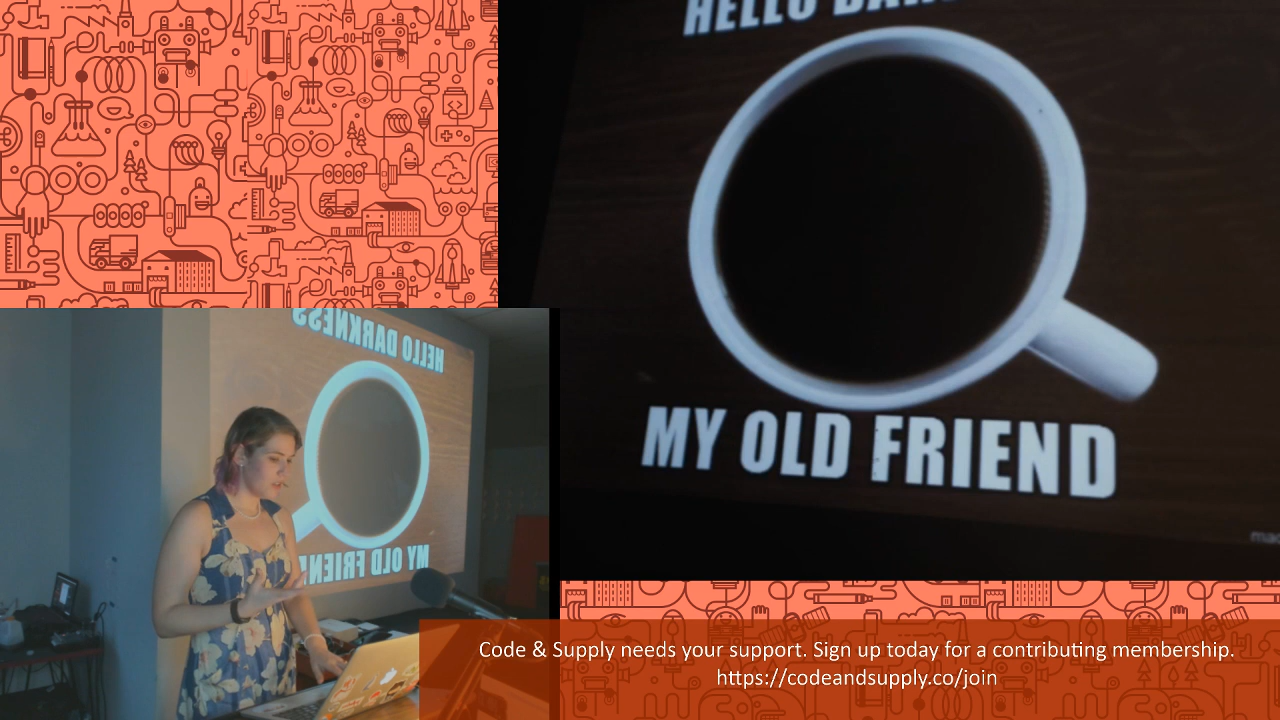 HELLO
MY OLD FRIEND
HELLO DARKNESS
MY OLD FRIEND
Code & Supply needs your support. Sign up today for a contributing membership.
https://codeandsupply.co/join